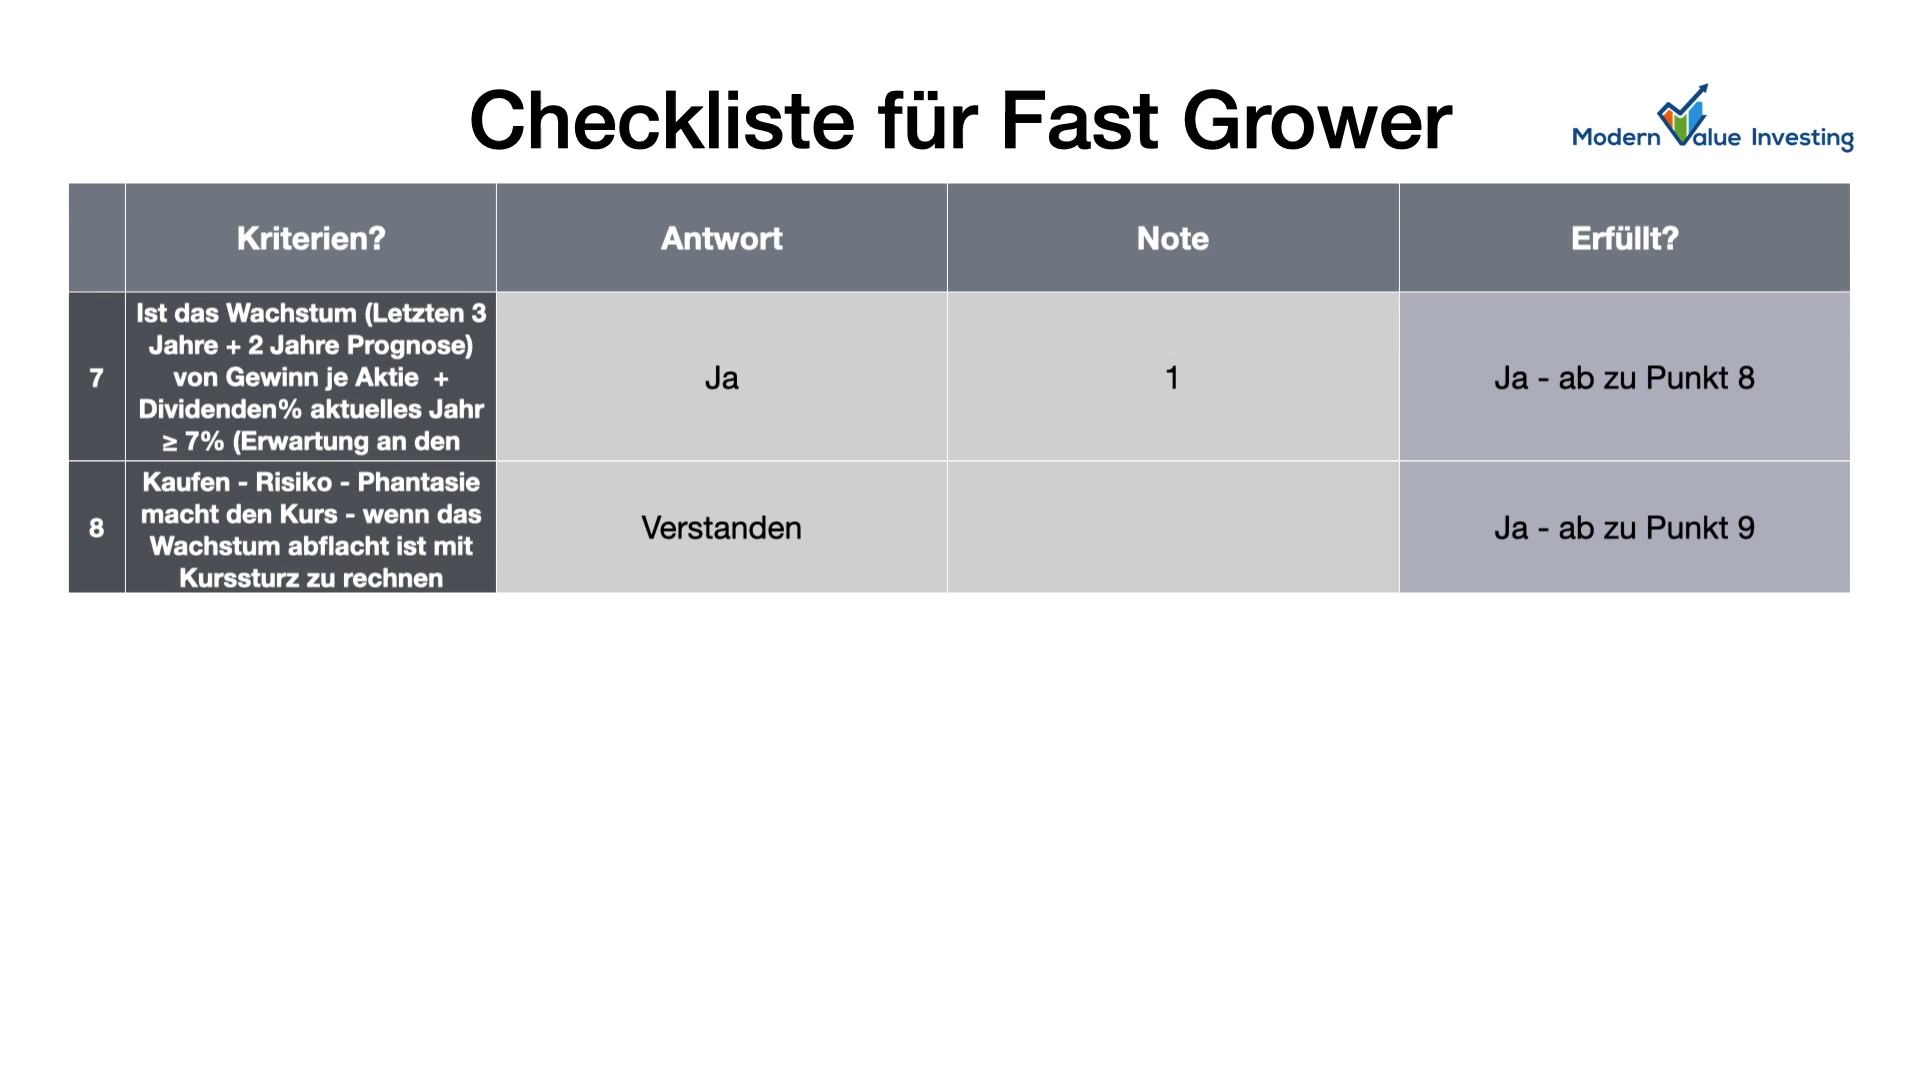 Checkliste für Fast Grower
Modern Value Investing
Kriterien?
Antwort
Note
Erfüllt?
7
Ist das Wachstum (Letzten 3
Jahre + 2 Jahre Prognose)
von Gewinn je Aktie +
Dividenden% aktuelles Jahr
≥ 7% (Erwartung an den
Ja
1
Ja - ab zu Punkt 8
8
Kaufen - Risiko - Phantasie
macht den Kurs - wenn das
Wachstum abflacht ist mit
Kurssturz zu rechnen
Verstanden
Ja - ab zu Punkt 9